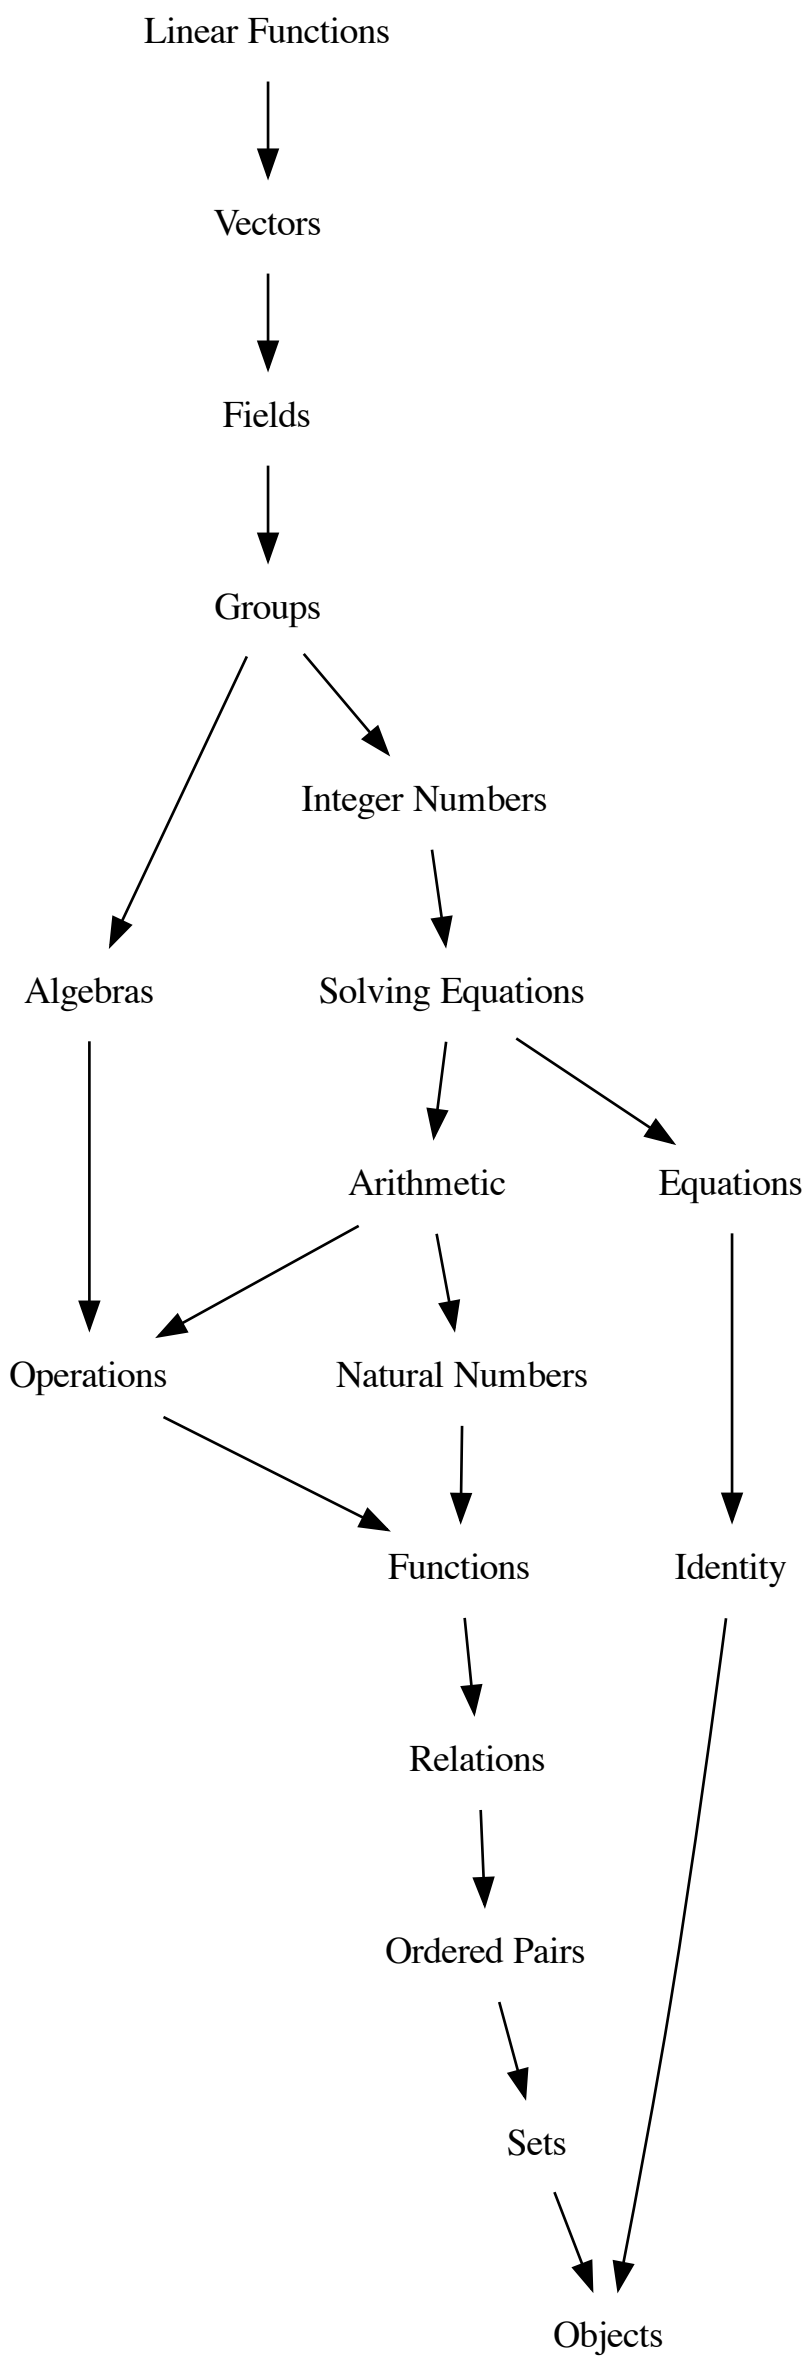 Linear Functions
Vectors
Fields
Groups
Integer Numbers
Algebras
Solving Equations
Arithmetic
Equations
Operations
Natural Numbers
Functions
Identity
Relations
Ordered Pairs
Sets
Objects